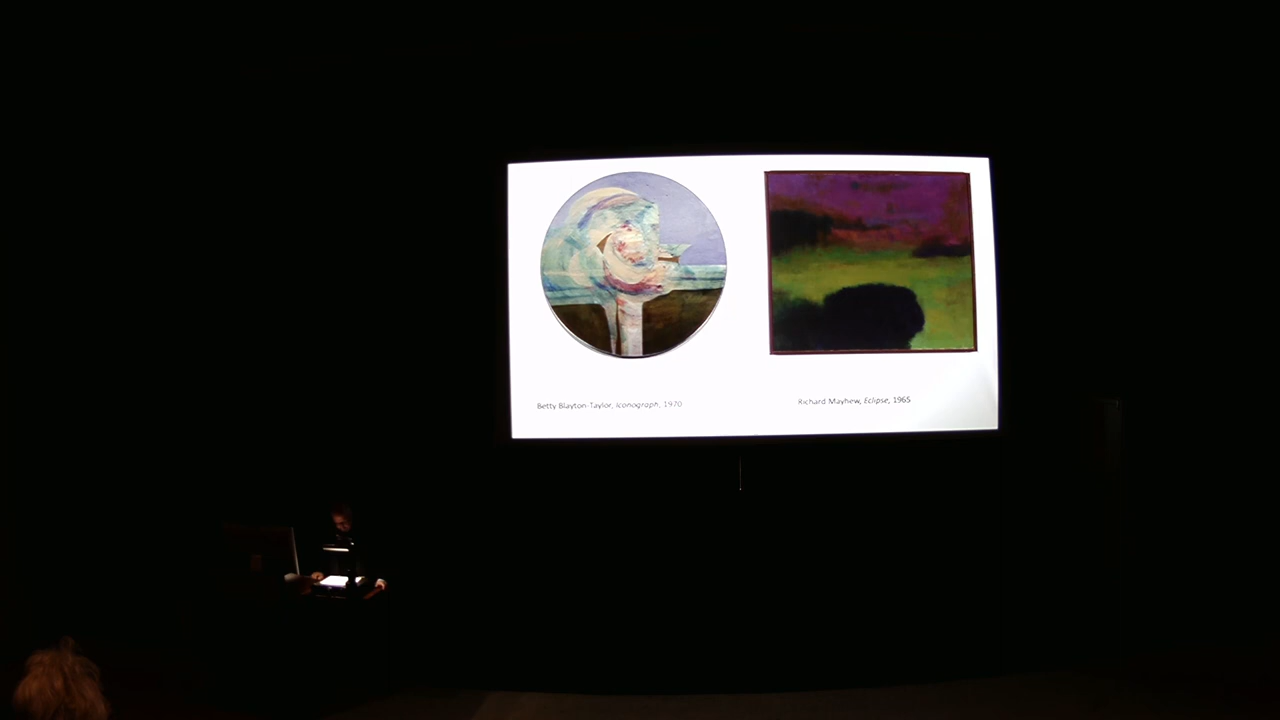 Betty Blayton-Taylor, Iconograph, 1970
Richard Mayhew, Eclipse, 1965